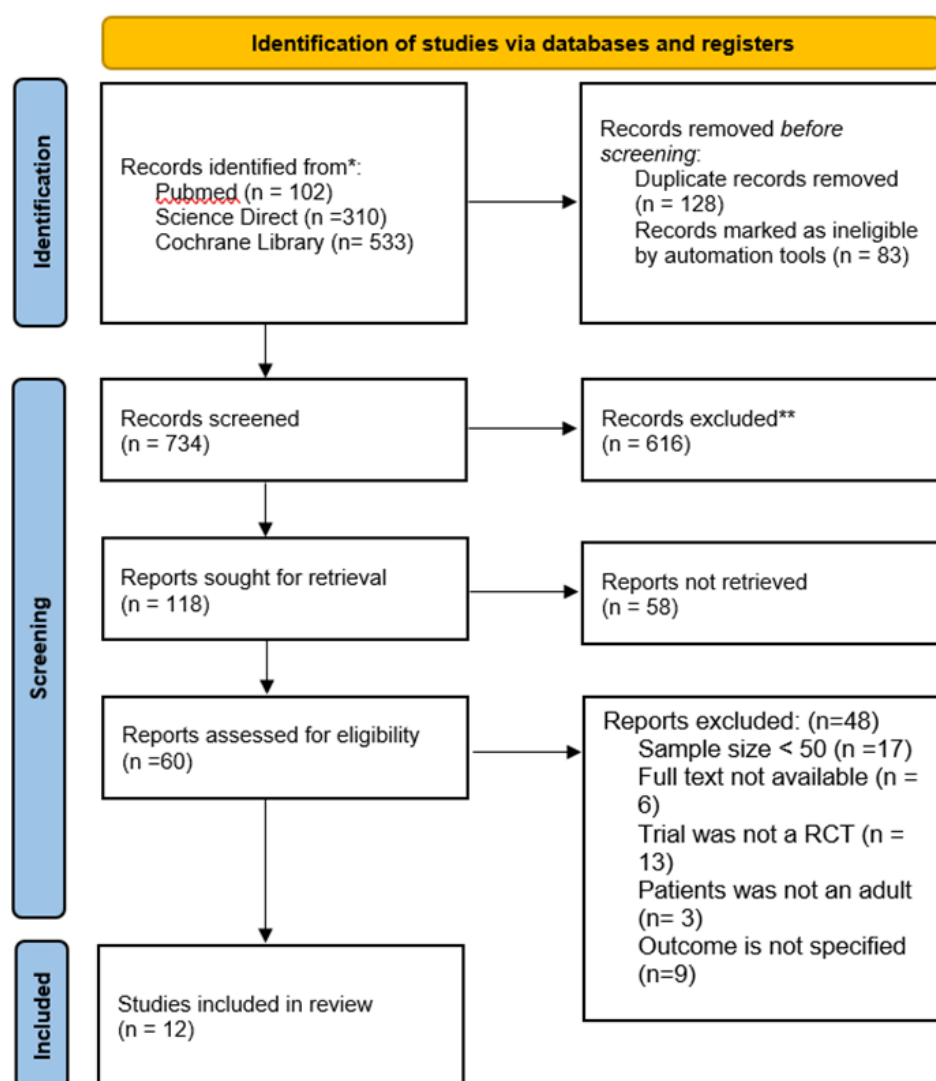 Identification of studies via databases and registers
Identification
Records identified from*:
Pubmed (n = 102)
Science Direct (n =310)
Cochrane Library (n= 533)
Records removed before
screening:
Duplicate records removed
(n = 128)
Records marked as ineligible
by automation tools (n = 83)
Screening
Records screened
(n = 734)
Records excluded**
(n = 616)
Reports sought for retrieval
(n = 118)
Reports not retrieved
(n = 58)
Reports assessed for eligibility
(n =60)
Reports excluded: (n=48)
Sample size < 50 (n =17)
Full text not available (n =
6)
Trial was not a RCT (n =
13)
Patients was not an adult
(n= 3)
Outcome is not specified
(n=9)
Included
Studies included in review
(n = 12)